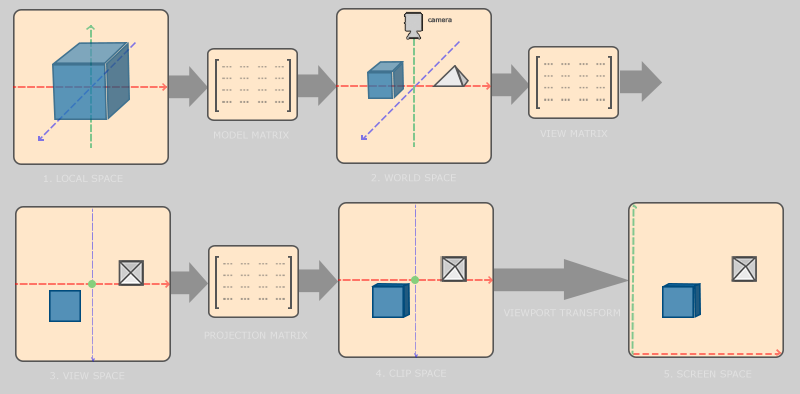 camera
MODEL MATRIX
VIEW MATRIX
1. LOCAL SPACE
2. WORLD SPACE
PROJECTION MATRIX
VIEWPORT TRANSFORM
3. VIEW SPACE
4. CLIP SPACE
5. SCREEN SPACE